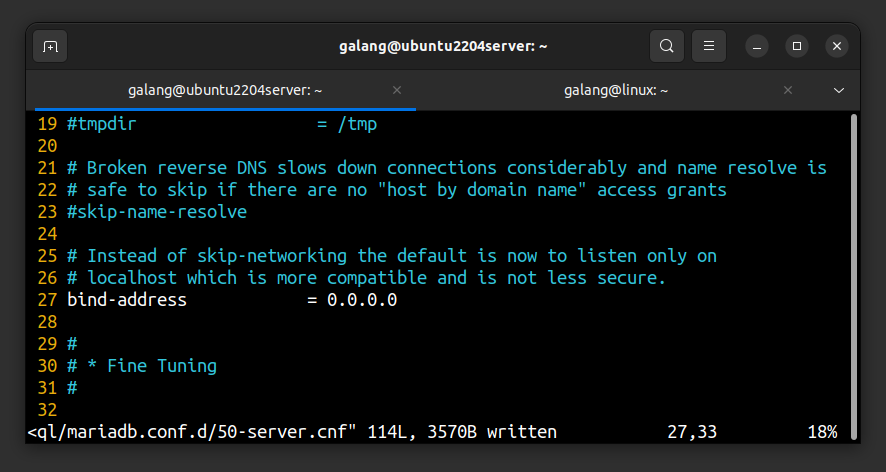 galang@ubuntu2204server: ~
galang@ubuntu2204server: ~
galang@linux: ~
19 #tmpdir                  = /tmp
20
21 # Broken reverse DNS slows down connections considerably and name resolve is
22 # safe to skip if there are no "host by domain name" access grants
23 #skip-name-resolve
24
25 # Instead of skip-networking the default is now to listen only on
26 # localhost which is more compatible and is not less secure.
27 bind-address            = 0.0.0.0
28
29 #
30 # * Fine Tuning
31 #
32
<ql/mariadb.conf.d/50-server.cnf" 114L, 3570B written           27,33         18%